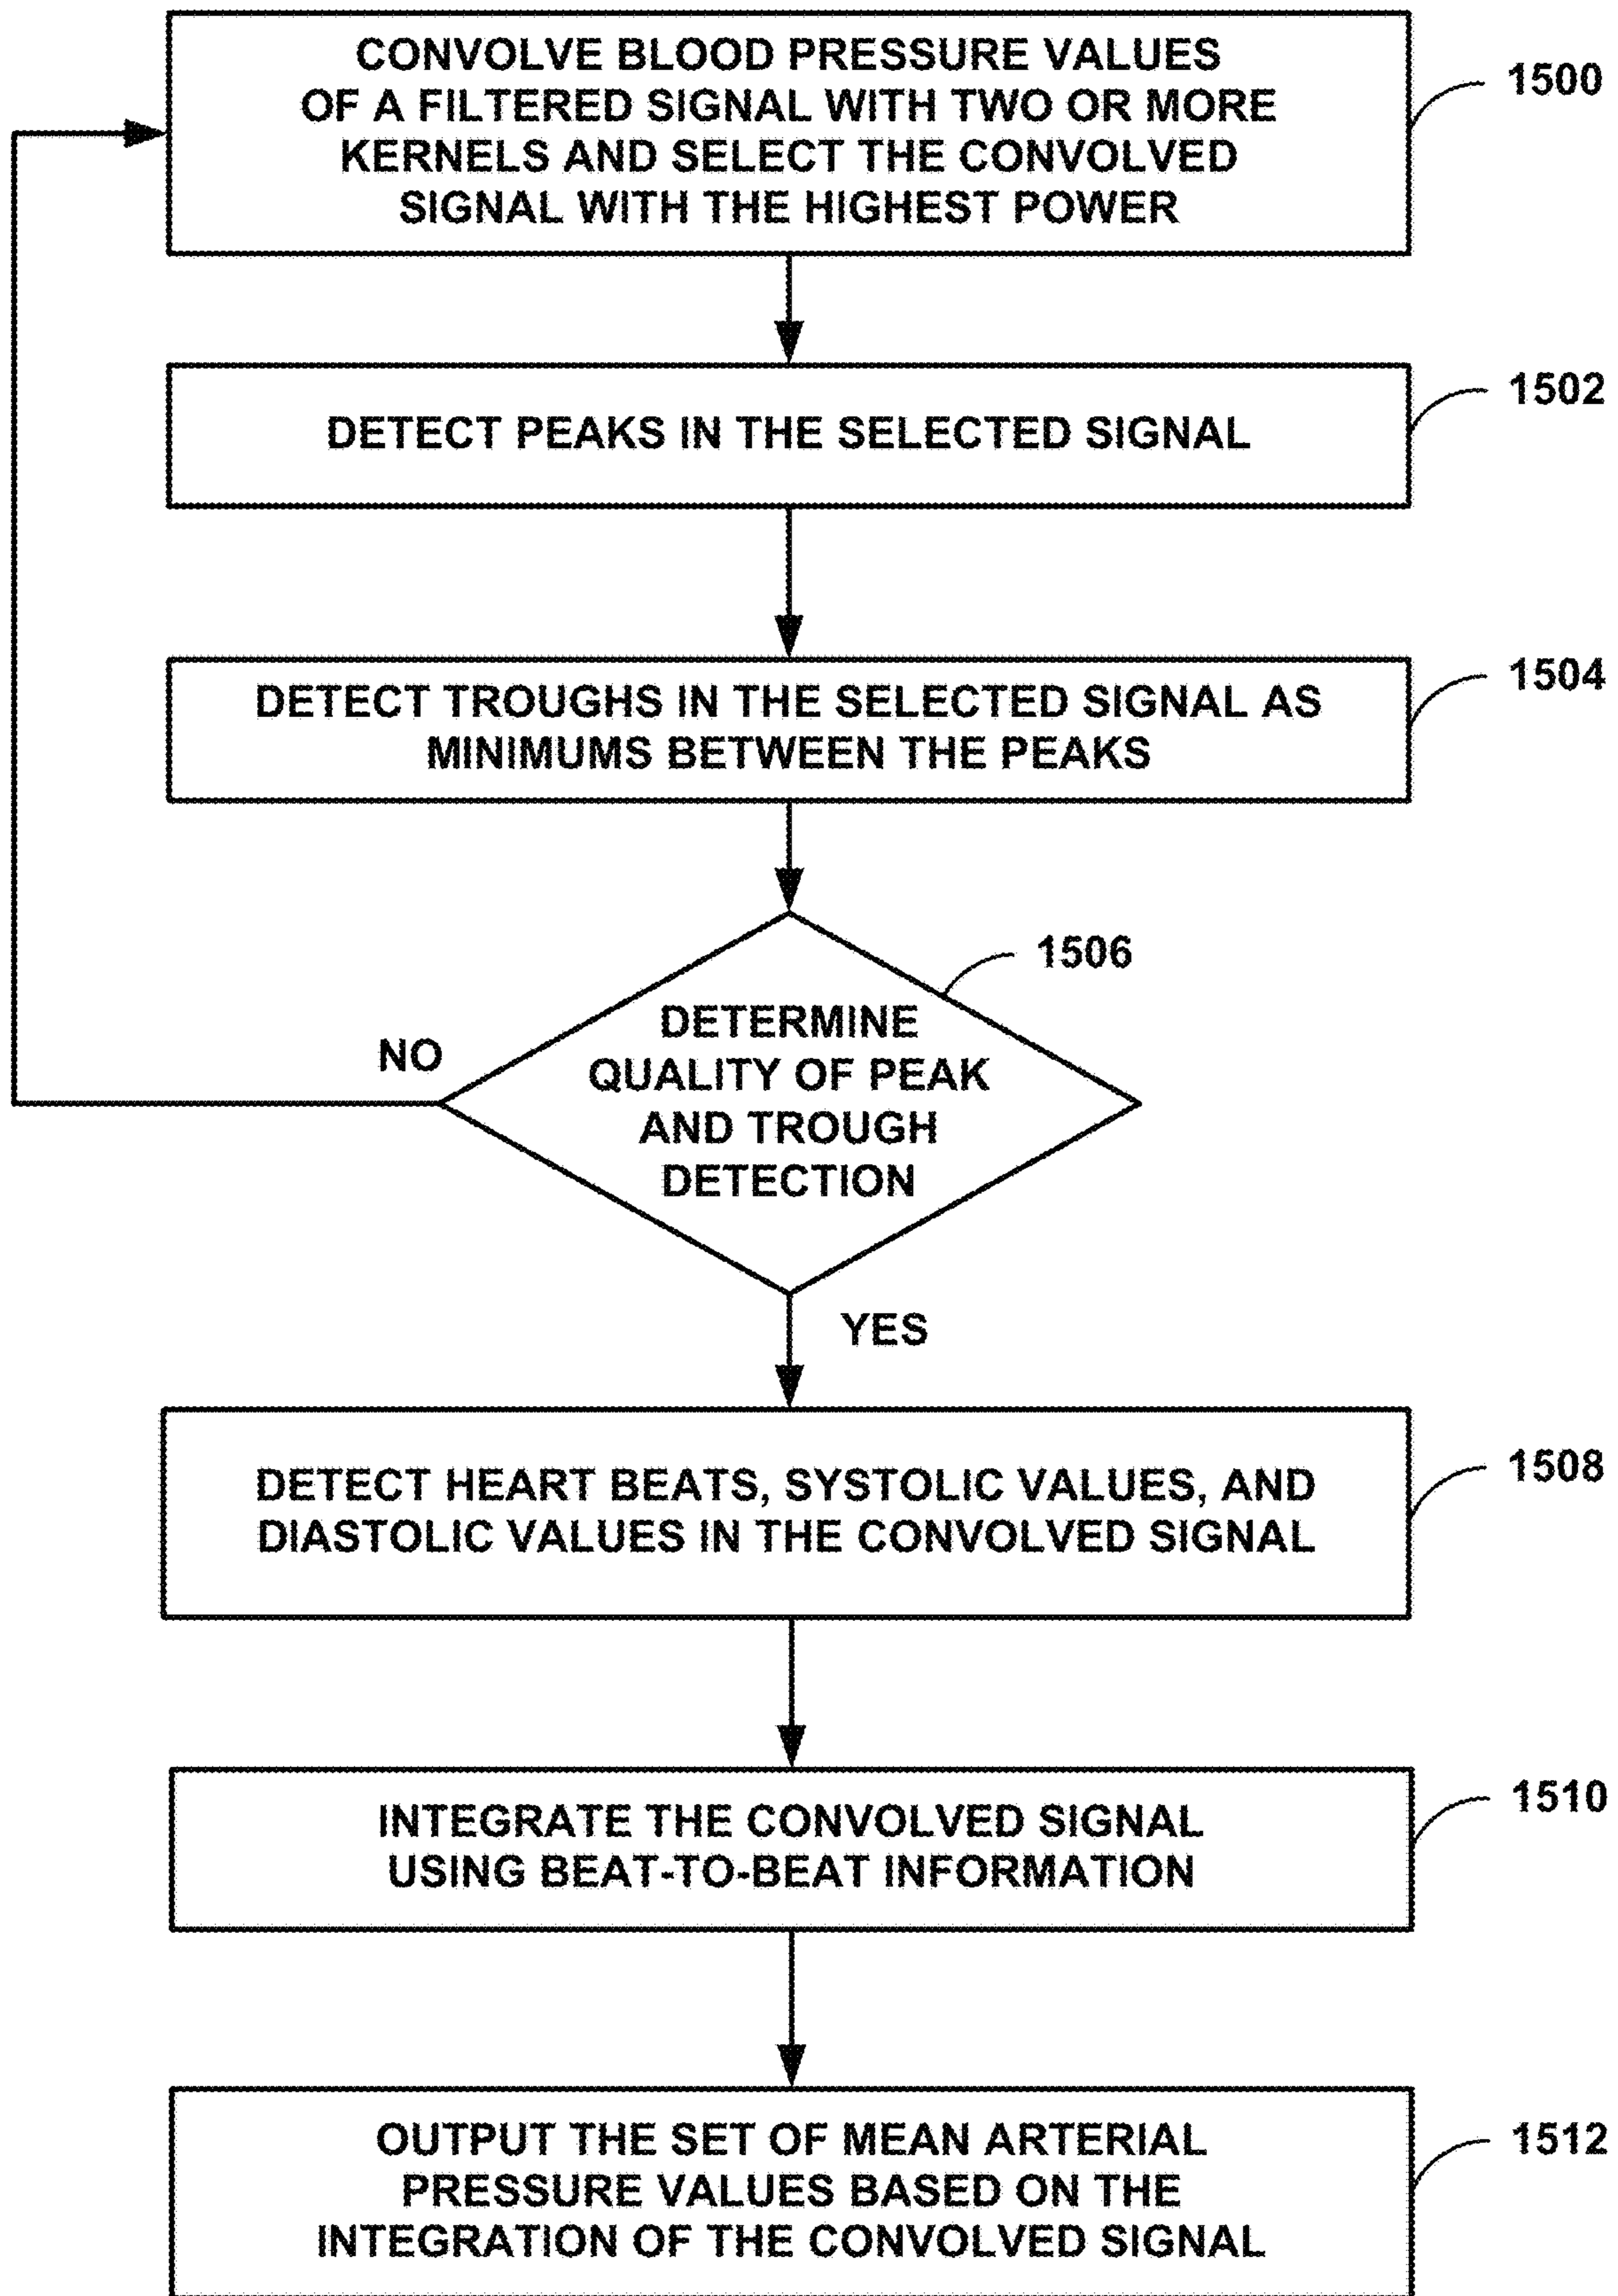 CONVOLVE BLOOD PRESSURE VALUES
OF A FILTERED SIGNAL WITH TWO OR MORE
KERNELS AND SELECT THE CONVOLVED
SIGNAL WITH THE HIGHEST POWER
1500
DETECT PEAKS IN THE SELECTED SIGNAL
1502
DETECT TROUGHS IN THE SELECTED SIGNAL AS
MINIMUMS BETWEEN THE PEAKS
1504
DETERMINE
QUALITY OF PEAK
AND TROUGH
DETECTION
1506
NO
YES
DETECT HEART BEATS, SYSTOLIC VALUES, AND
DIASTOLIC VALUES IN THE CONVOLVED SIGNAL
1508
INTEGRATE THE CONVOLVED SIGNAL
USING BEAT-TO-BEAT INFORMATION
1510
OUTPUT THE SET OF MEAN ARTERIAL
PRESSURE VALUES BASED ON THE
INTEGRATION OF THE CONVOLVED SIGNAL
1512